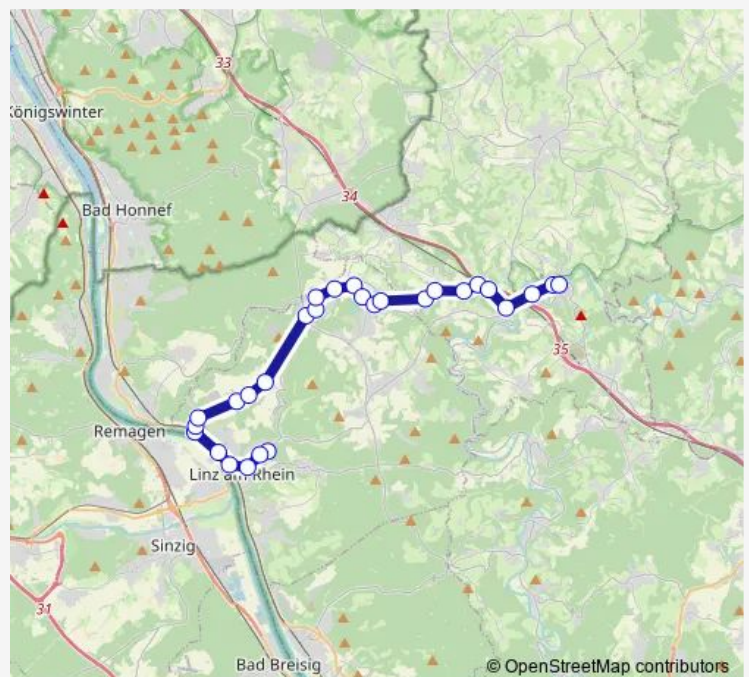 33
Königswinter
34
Bad Honnef
35
Remagen
Linz am Rhein
Sinzig
31
Bad Breisig
© OpenStreetMap contributors